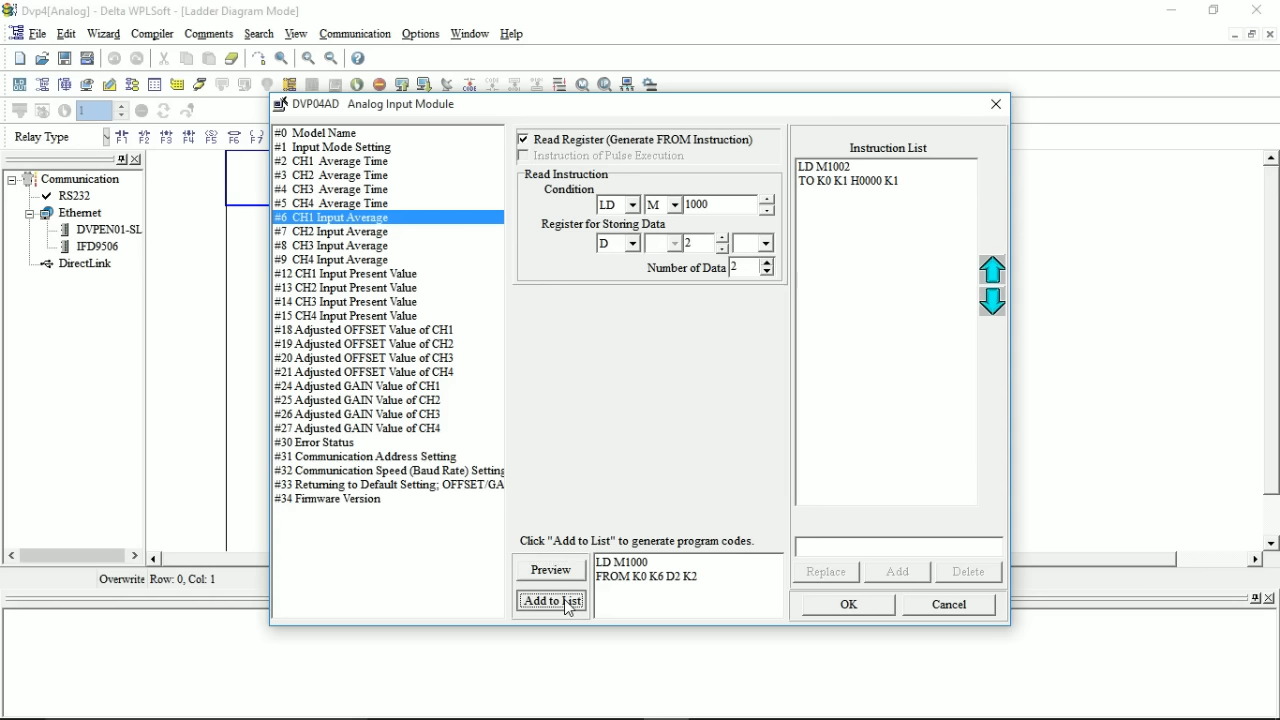 Dvp4[Analog] - Delta WPLSoft - [Ladder Diagram Mode]
File Edit Wizard Compiler Comments Search View Communication Options Window Help
CODE
1
Relay Type F1 F2 F3 F4 F5 F6 F7
Communication
RS232
Ethernet
DVPEN01-SL
IFD9506
DirectLink
Overwrite Row: 0, Col: 1
DVP04AD Analog Input Module
#0 Model Name
#1 Input Mode Setting
#2 CH1 Average Time
#3 CH2 Average Time
#4 CH3 Average Time
#5 CH4 Average Time
#6 CH1 Input Average
#7 CH2 Input Average
#8 CH3 Input Average
#9 CH4 Input Average
#12 CH1 Input Present Value
#13 CH2 Input Present Value
#14 CH3 Input Present Value
#15 CH4 Input Present Value
#18 Adjusted OFFSET Value of CH1
#19 Adjusted OFFSET Value of CH2
#20 Adjusted OFFSET Value of CH3
#21 Adjusted OFFSET Value of CH4
#24 Adjusted GAIN Value of CH1
#25 Adjusted GAIN Value of CH2
#26 Adjusted GAIN Value of CH3
#27 Adjusted GAIN Value of CH4
#30 Error Status
#31 Communication Address Setting
#32 Communication Speed (Baud Rate) Setting
#33 Returning to Default Setting; OFFSET/GA
#34 Firmware Version
Read Register (Generate FROM Instruction)
Instruction of Pulse Execution
Read Instruction
Condition
LD M 1000
Register for Storing Data
D 2
Number of Data 2
Click "Add to List" to generate program codes.
Preview
Add to List
LD M1000
FROM K0 K6 D2 K2
Instruction List
LD M1002
TO K0 K1 H0000 K1
Replace Add Delete
OK Cancel